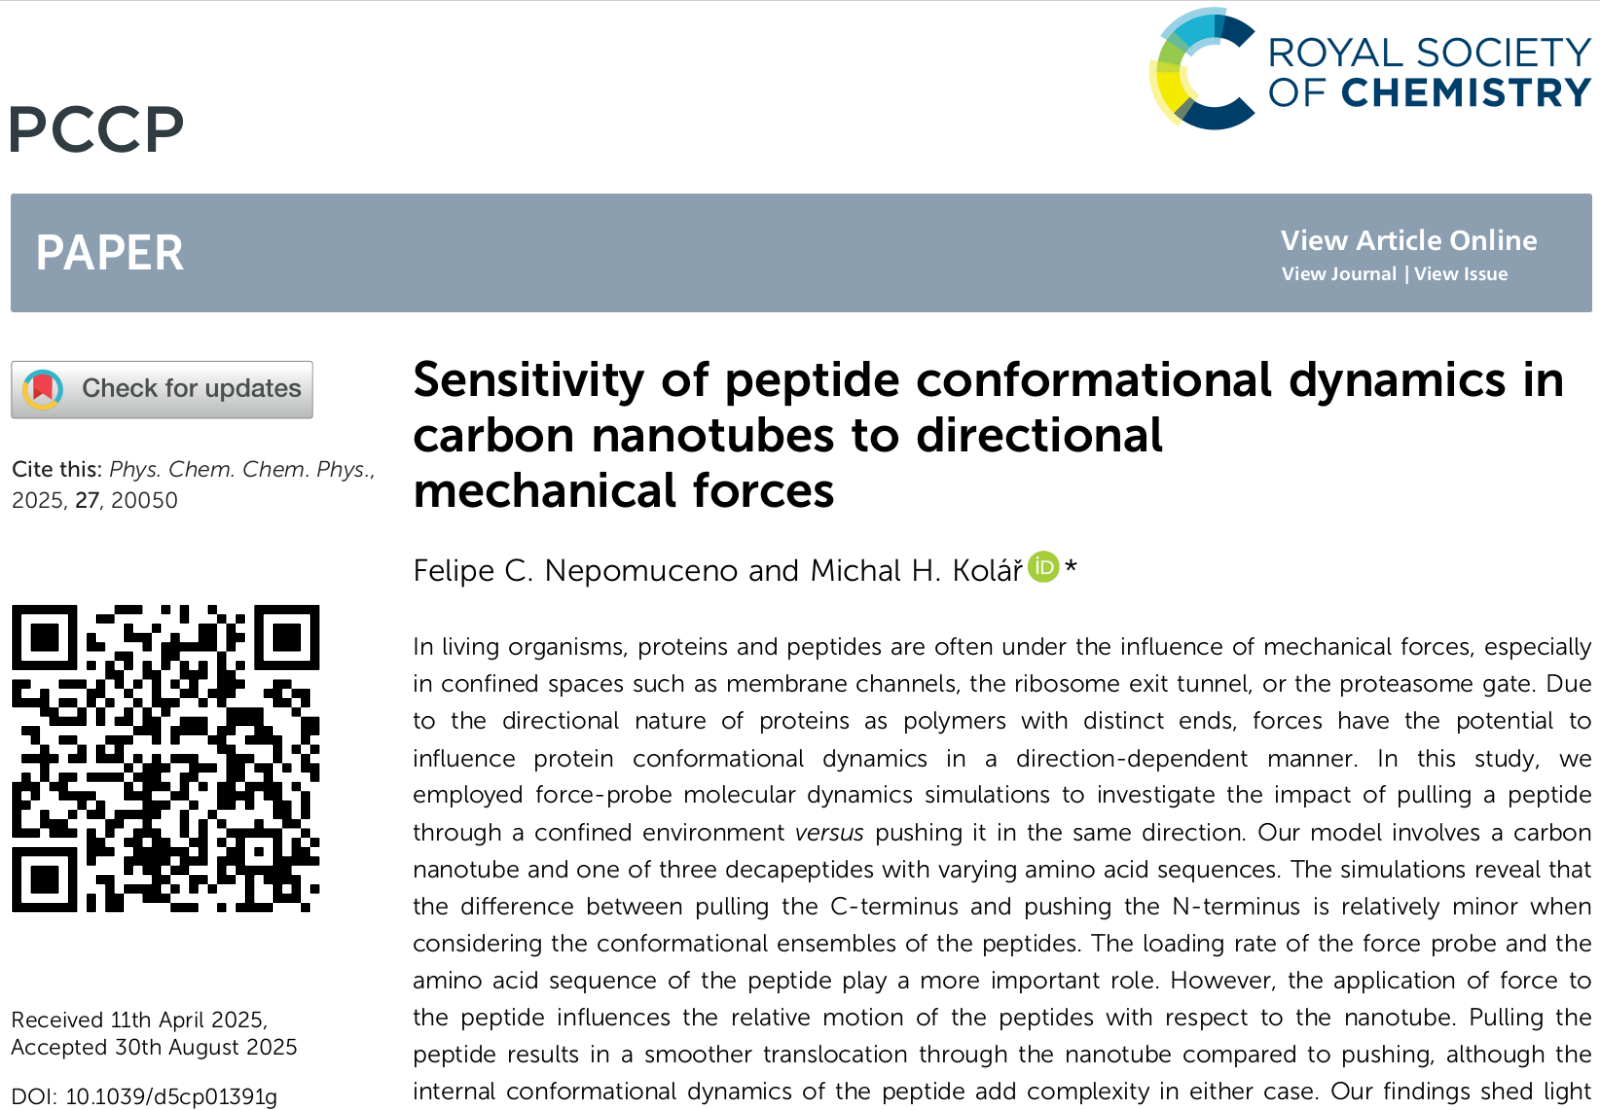 ROYAL SOCIETY
OF CHEMISTRY
PCCP
PAPER
View Article Online
View Journal | View Issue
Check for updates
Cite this: Phys. Chem. Chem. Phys.,
2025, 27, 20050
Received 11th April 2025,
Accepted 30th August 2025
DOI: 10.1039/d5cp01391g
Sensitivity of peptide conformational dynamics in
carbon nanotubes to directional
mechanical forces
Felipe C. Nepomuceno and Michal H. Kolář iD *
In living organisms, proteins and peptides are often under the influence of mechanical forces, especially
in confined spaces such as membrane channels, the ribosome exit tunnel, or the proteasome gate. Due
to the directional nature of proteins as polymers with distinct ends, forces have the potential to
influence protein conformational dynamics in a direction-dependent manner. In this study, we
employed force-probe molecular dynamics simulations to investigate the impact of pulling a peptide
through a confined environment versus pushing it in the same direction. Our model involves a carbon
nanotube and one of three decapeptides with varying amino acid sequences. The simulations reveal that
the difference between pulling the C-terminus and pushing the N-terminus is relatively minor when
considering the conformational ensembles of the peptides. The loading rate of the force probe and the
amino acid sequence of the peptide play a more important role. However, the application of force to
the peptide influences the relative motion of the peptides with respect to the nanotube. Pulling the
peptide results in a smoother translocation through the nanotube compared to pushing, although the
internal conformational dynamics of the peptide add complexity in either case. Our findings shed light